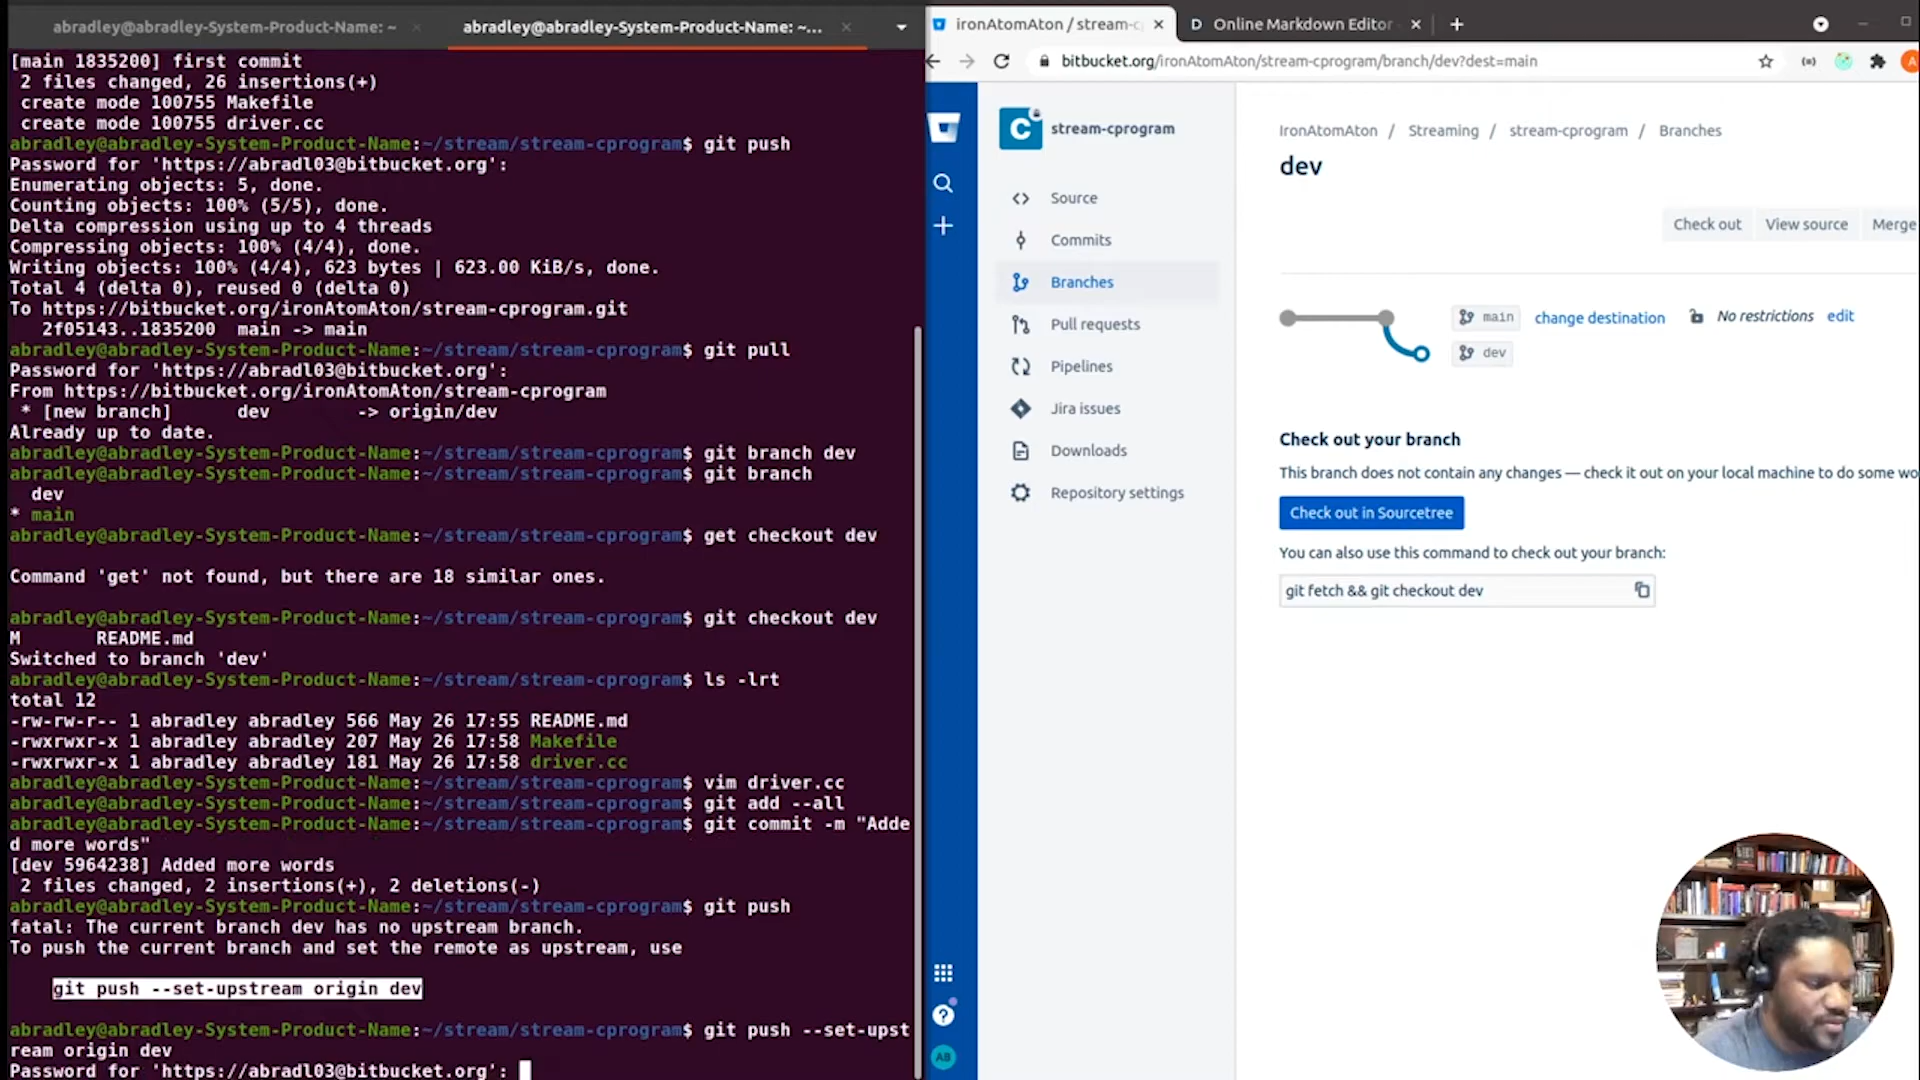 abradley@abradley-System-Product-Name: ~
abradley@abradley-System-Product-Name: ~...
[main 1835200] first commit
2 files changed, 26 insertions(+)
create mode 100755 Makefile
create mode 100755 driver.cc
abradley@abradley-System-Product-Name:~/stream/stream-cprogram$ git push
Password for 'https://abradl03@bitbucket.org':
Enumerating objects: 5, done.
Counting objects: 100% (5/5), done.
Delta compression using up to 4 threads
Compressing objects: 100% (4/4), done.
Writing objects: 100% (4/4), 623 bytes | 623.00 KiB/s, done.
Total 4 (delta 0), reused 0 (delta 0)
To https://bitbucket.org/ironAtomAton/stream-cprogram.git
2f05143..1835200 main -> main
abradley@abradley-System-Product-Name:~/stream/stream-cprogram$ git pull
Password for 'https://abradl03@bitbucket.org':
From https://bitbucket.org/ironAtomAton/stream-cprogram
* [new branch] dev -> origin/dev
Already up to date.
abradley@abradley-System-Product-Name:~/stream/stream-cprogram$ git branch dev
abradley@abradley-System-Product-Name:~/stream/stream-cprogram$ git branch
dev
* main
abradley@abradley-System-Product-Name:~/stream/stream-cprogram$ get checkout dev
Command 'get' not found, but there are 18 similar ones.
abradley@abradley-System-Product-Name:~/stream/stream-cprogram$ git checkout dev
M README.md
Switched to branch 'dev'
abradley@abradley-System-Product-Name:~/stream/stream-cprogram$ ls -lrt
total 12
-rw-rw-r-- 1 abradley abradley 566 May 26 17:55 README.md
-rwxrwxr-x 1 abradley abradley 207 May 26 17:58 Makefile
-rwxrwxr-x 1 abradley abradley 181 May 26 17:58 driver.cc
abradley@abradley-System-Product-Name:~/stream/stream-cprogram$ vim driver.cc
abradley@abradley-System-Product-Name:~/stream/stream-cprogram$ git add --all
abradley@abradley-System-Product-Name:~/stream/stream-cprogram$ git commit -m "Adde
d more words"
[dev 5964238] Added more words
2 files changed, 2 insertions(+), 2 deletions(-)
abradley@abradley-System-Product-Name:~/stream/stream-cprogram$ git push
fatal: The current branch dev has no upstream branch.
To push the current branch and set the remote as upstream, use
git push --set-upstream origin dev
abradley@abradley-System-Product-Name:~/stream/stream-cprogram$ git push --set-upst
ream origin dev
Password for 'https://abradl03@bitbucket.org':
ironAtomAton / stream-c
Online Markdown Editor
bitbucket.org/ironAtomAton/stream-cprogram/branch/dev?dest=main
A
C
stream-cprogram
Source
Commits
Branches
Pull requests
Pipelines
Jira issues
Downloads
Repository settings
AB
IronAtomAton / Streaming / stream-cprogram / Branches
dev
Check out
View source
Merge
main
change destination
No restrictions
edit
dev
Check out your branch
This branch does not contain any changes — check it out on your local machine to do some wo
Check out in Sourcetree
You can also use this command to check out your branch:
git fetch && git checkout dev